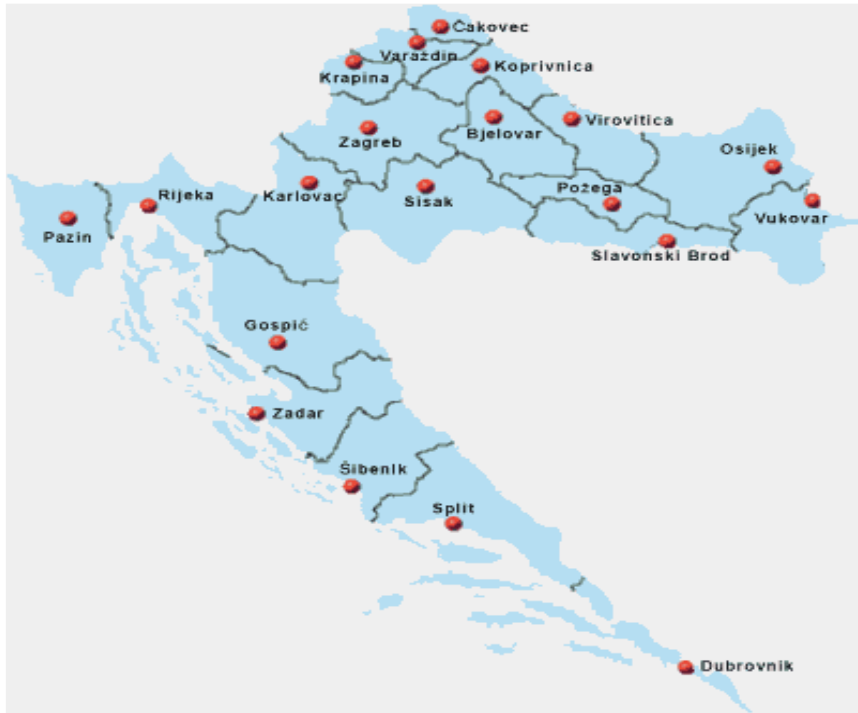 Čakovec
Varaždin
Koprivnica
Krapina
Virovitica
Bjelovar
Zagreb
Osijek
Požega
Rijeka
Karlovac
Sisak
Vukovar
Pazin
Slavonski Brod
Gospić
Zadar
Šibenik
Split
Dubrovnik